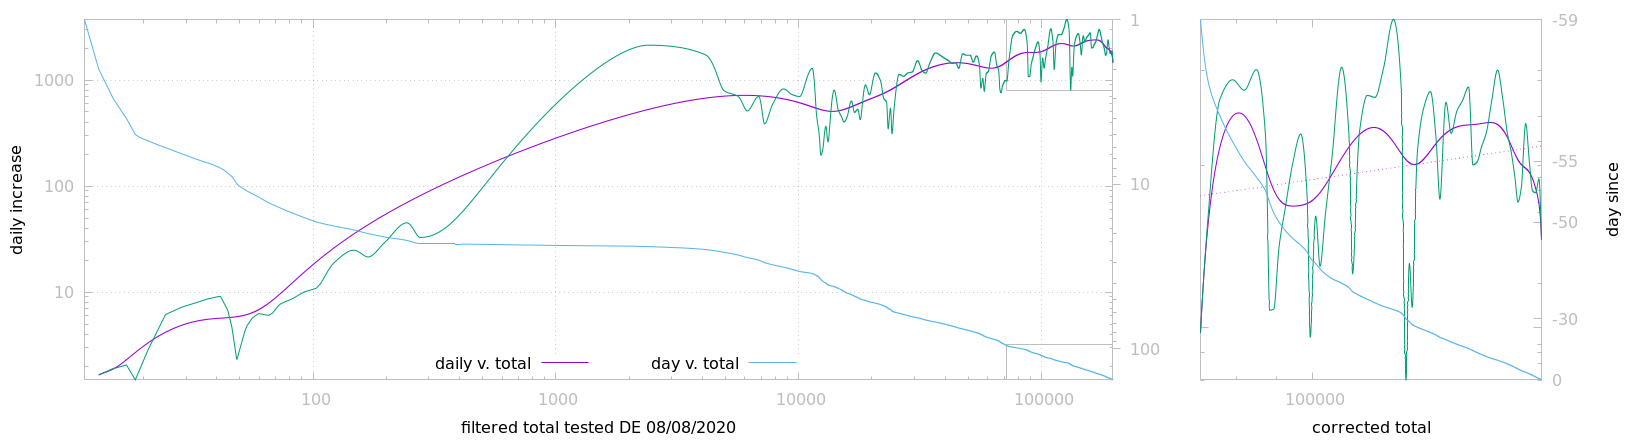 daily increase
1000
100
10
daily v. total
day v. total
1
10
100
100
1000
10000
100000
filtered total tested DE 08/08/2020
-59
-55
-50
-30
0
day since
100000
corrected total